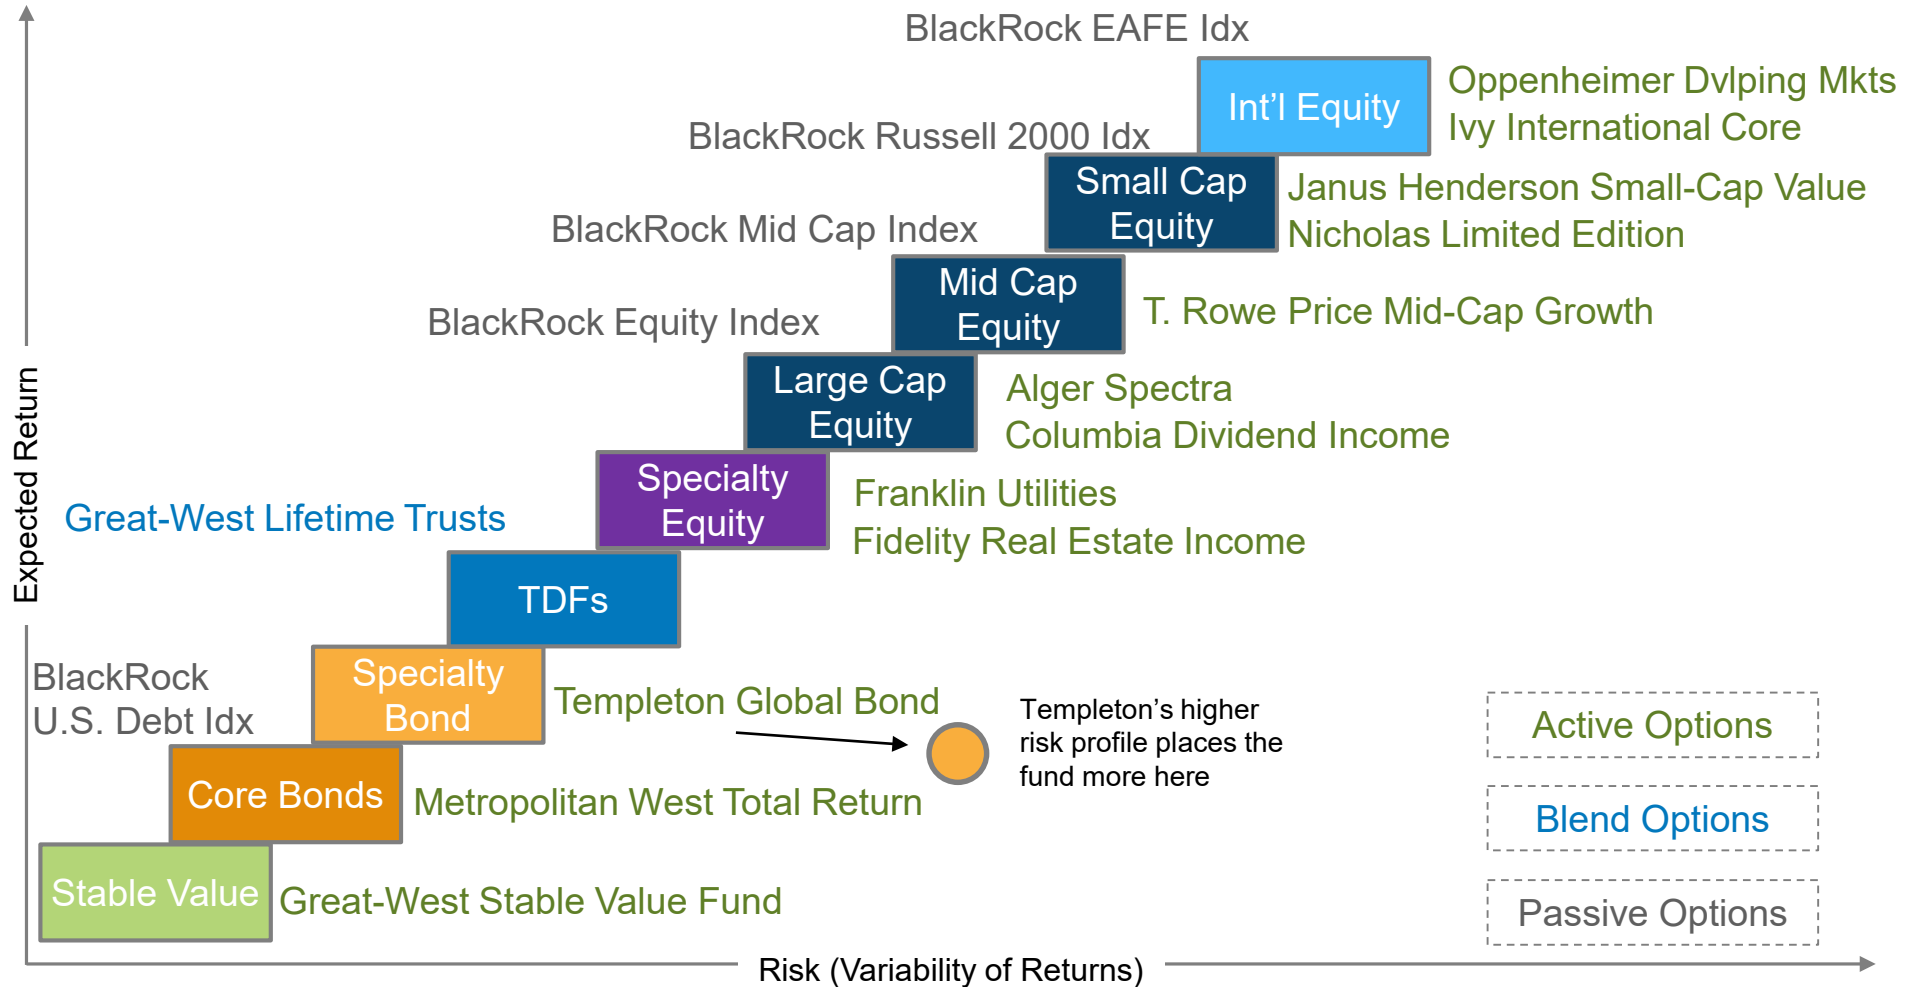 BlackRock EAFE Idx
Int'l Equity
Oppenheimer Dvlping Mkts
Ivy International Core
BlackRock Russell 2000 Idx
Small Cap
Equity
Janus Henderson Small-Cap Value
Nicholas Limited Edition
BlackRock Mid Cap Index
Mid Cap
Equity
T. Rowe Price Mid-Cap Growth
BlackRock Equity Index
Large Cap
Equity
Alger Spectra
Columbia Dividend Income
Specialty
Equity
Franklin Utilities
Fidelity Real Estate Income
Great-West Lifetime Trusts
TDFs
Expected Return
BlackRock
U.S. Debt Idx
Specialty
Bond
Templeton Global Bond
Templeton's higher
risk profile places the
fund more here
Core Bonds
Metropolitan West Total Return
Stable Value
Great-West Stable Value Fund
Active Options
Blend Options
Passive Options
Risk (Variability of Returns)